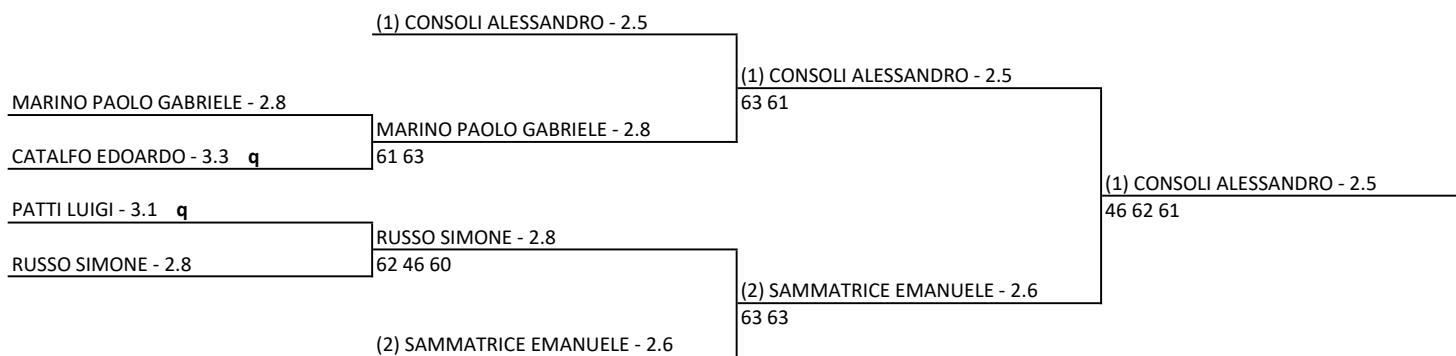 (1) CONSOLI ALESSANDRO - 2.5
(1) CONSOLI ALESSANDRO - 2.5
MARINO PAOLO GABRIELE - 2.8
63 61
MARINO PAOLO GABRIELE - 2.8
CATALFO EDOARDO - 3.3 q
61 63
(1) CONSOLI ALESSANDRO - 2.5
PATTI LUIGI - 3.1 q
46 62 61
RUSSO SIMONE - 2.8
RUSSO SIMONE - 2.8
62 46 60
(2) SAMMATRICE EMANUELE - 2.6
63 63
(2) SAMMATRICE EMANUELE - 2.6